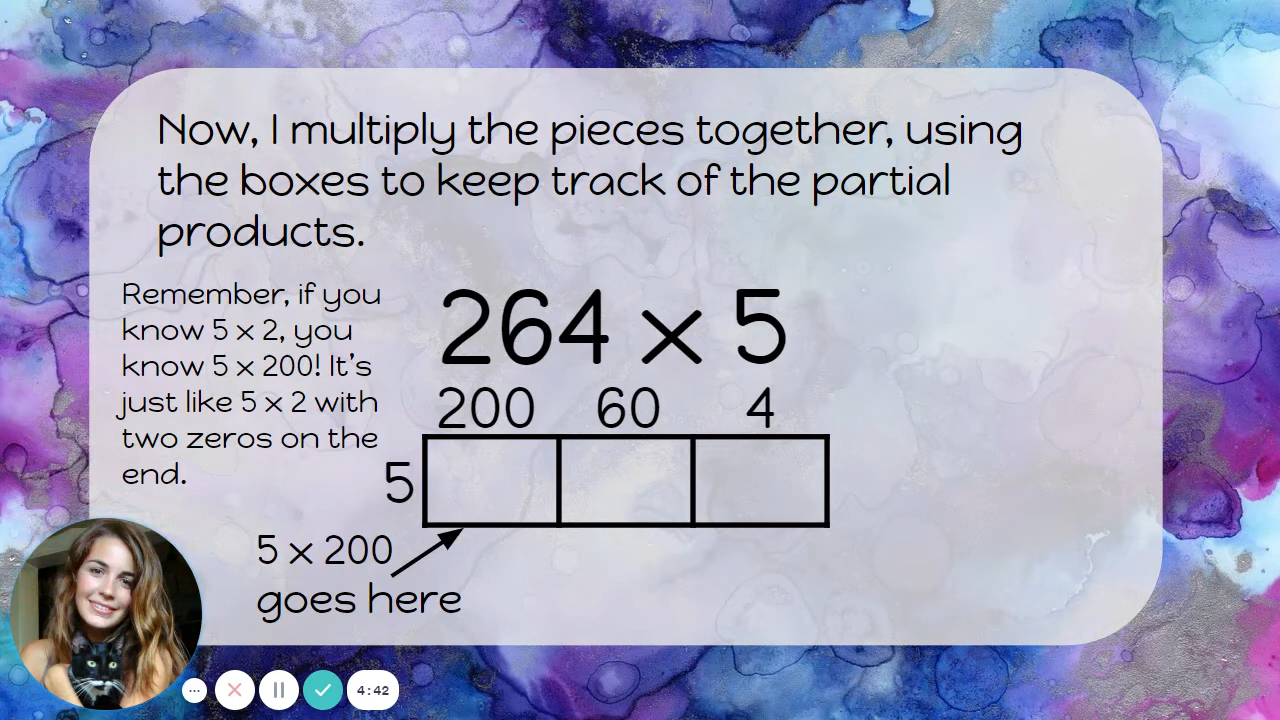 Now, I multiply the pieces together, using
the boxes to keep track of the partial
products.
Remember, if you
know 5 x 2, you
know 5 x 200! It's
just like 5 x 2 with
two zeros on the
end.
264 x 5
200 60 4
5
5 x 200
goes here
4:42